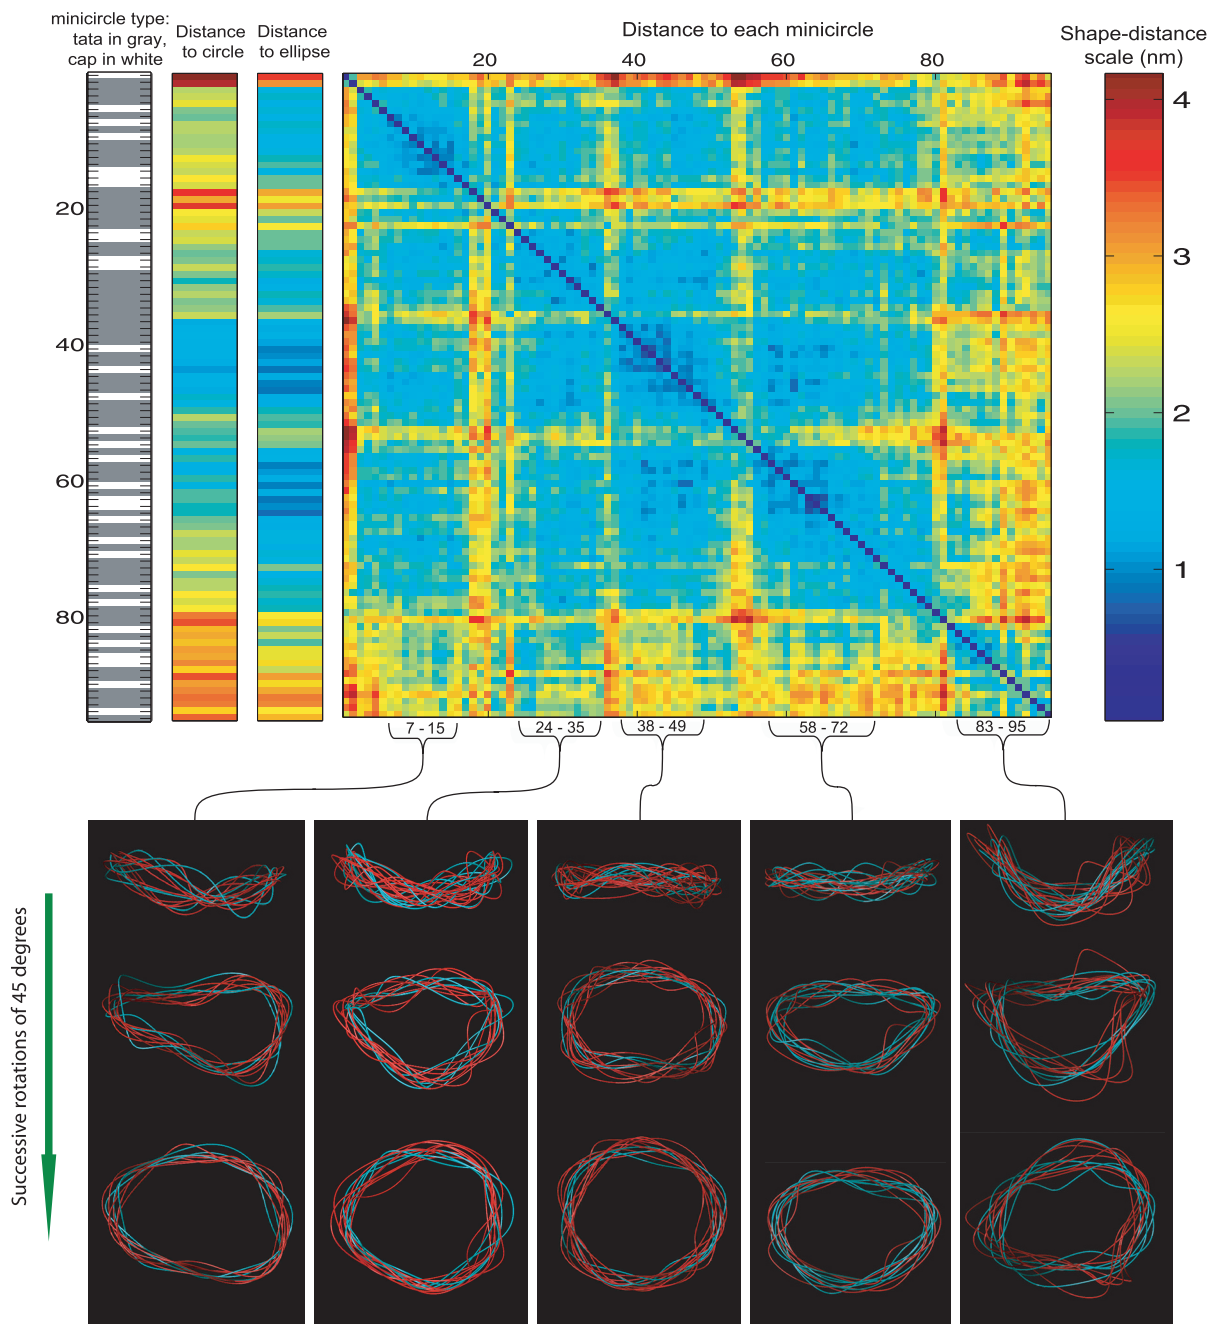 minicircle type:
tata in gray,
cap in white
Distance
to circle
Distance
to ellipse
Distance to each minicircle
Shape-distance
scale (nm)
20
40
60
80
20
40
60
80
4
3
2
1
7 - 15
24 - 35
38 - 49
58 - 72
83 - 95
Successive rotations of 45 degrees